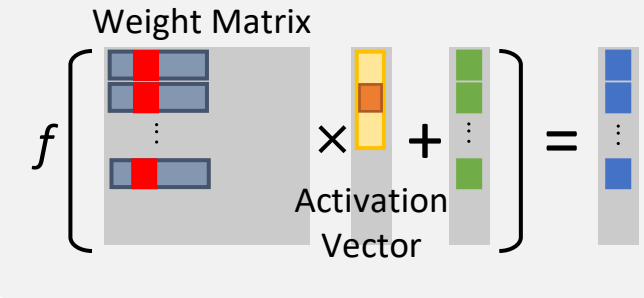 Weight Matrix
f ( ⋮ × + ⋮ ) = ⋮
Activation
Vector